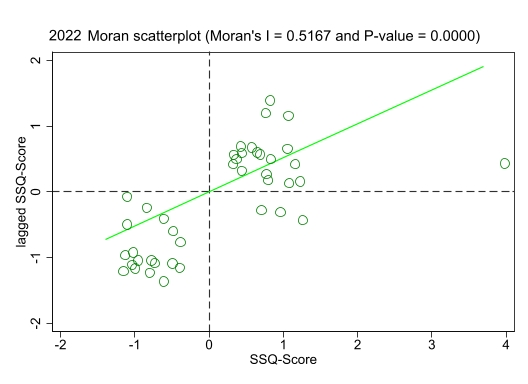 2022 Moran scatterplot (Moran's I = 0.5167 and P-value = 0.0000)
2
1
0
-1
-2
lagged SSQ-Score
-2 -1 0 1 2 3 4
SSQ-Score